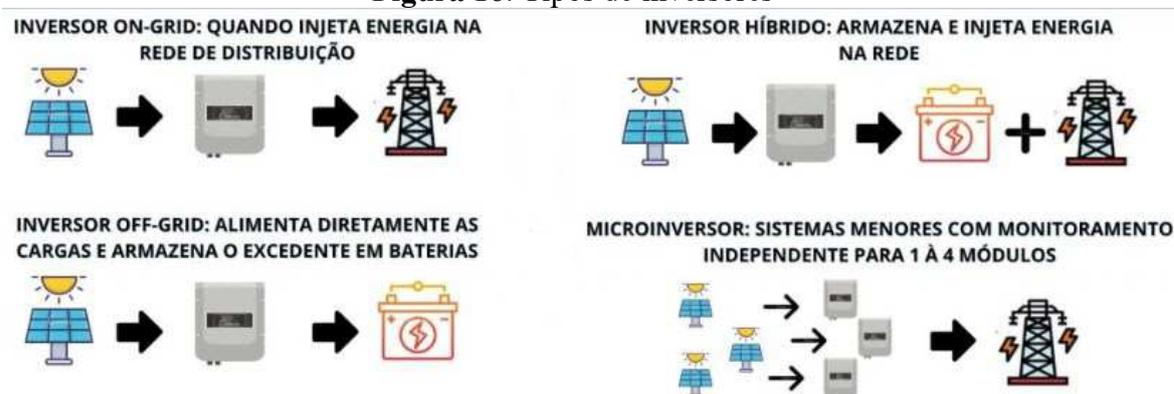 INVERSOR ON-GRID: QUANDO INJETA ENERGIA NA
REDE DE DISTRIBUIÇÃO
INVERSOR HÍBRIDO: ARMAZENA E INJETA ENERGIA
NA REDE
INVERSOR OFF-GRID: ALIMENTA DIRETAMENTE AS
CARGAS E ARMAZENA O EXCEDENTE EM BATERIAS
MICROINVERSOR: SISTEMAS MENORES COM MONITORAMENTO
INDEPENDENTE PARA 1 À 4 MÓDULOS